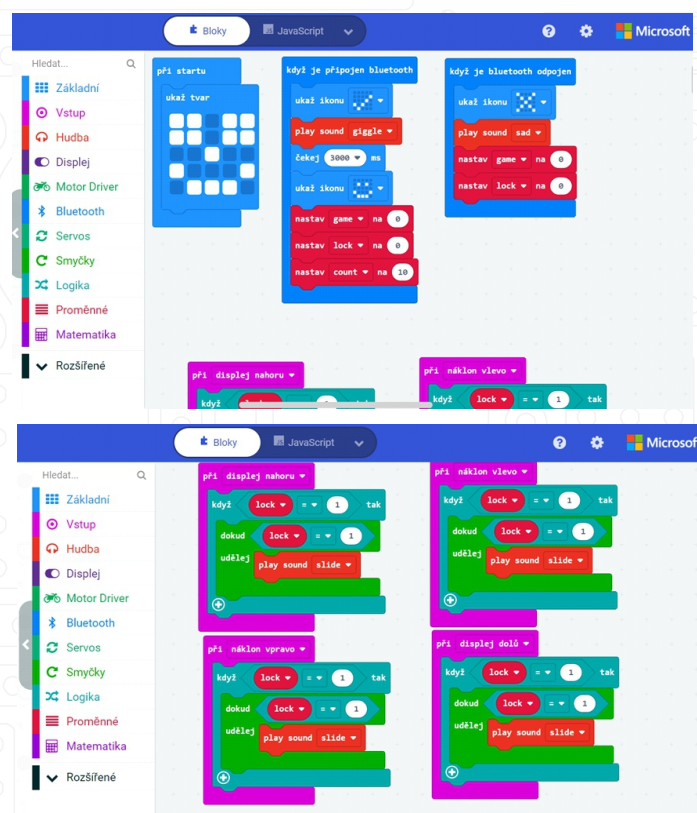 Bloky
JavaScript
Microsoft
Hledat...
Základní
Vstup
Hudba
Displej
Motor Driver
Bluetooth
Servos
Smyčky
Logika
Proměnné
Matematika
Rozšířené
při startu
ukaž tvar
když je připojen bluetooth
ukaž ikonu
play sound giggle
čekej 3000 ms
ukaž ikonu
nastav game na 0
nastav lock na 0
nastav count na 10
když je bluetooth odpojen
ukaž ikonu
play sound sad
nastav game na 0
nastav lock na 0
při displej nahoru
když
při náklon vlevo
když lock = 1 tak
Bloky
JavaScript
Microsof
Hledat...
Základní
Vstup
Hudba
Displej
Motor Driver
Bluetooth
Servos
Smyčky
Logika
Proměnné
Matematika
Rozšířené
při displej nahoru
když lock = 1 tak
dokud lock = 1
udělej
play sound slide
při náklon vlevo
když lock = 1 tak
dokud lock = 1
udělej
play sound slide
při náklon vpravo
když lock = 1 tak
dokud lock = 1
udělej
play sound slide
při displej dolů
když lock = 1 tak
dokud lock = 1
udělej
play sound slide